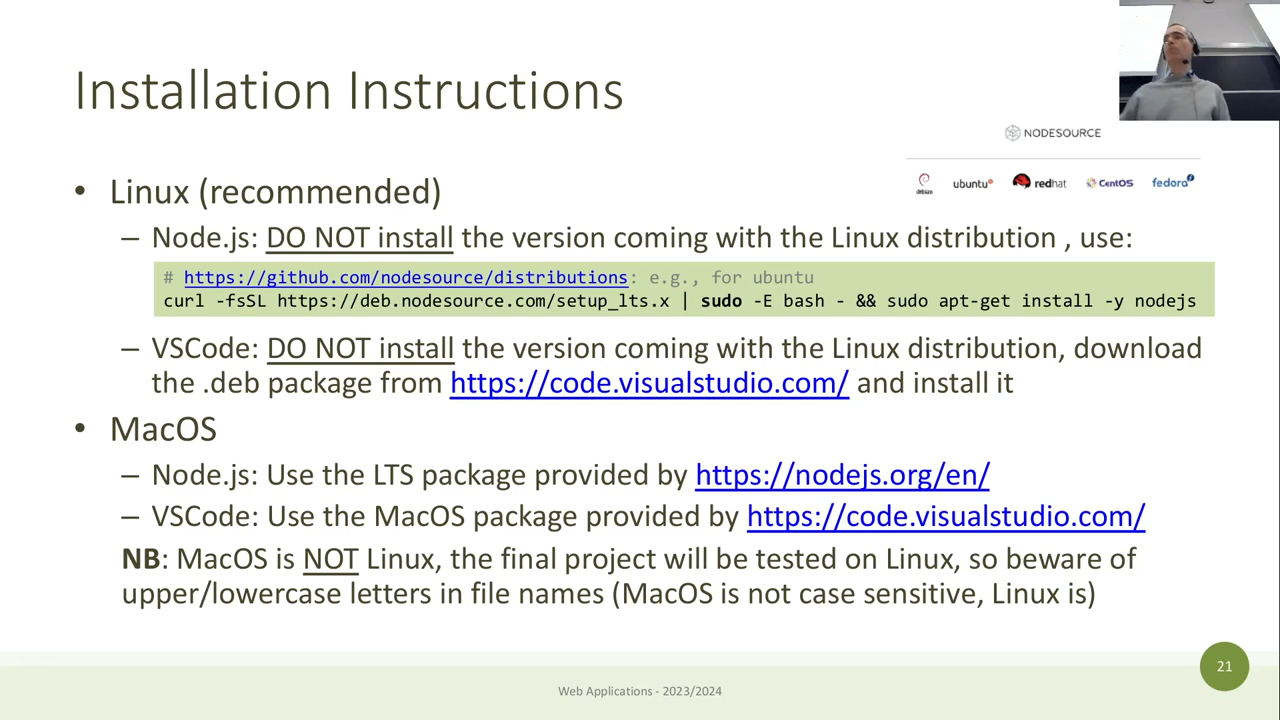 Installation Instructions
NODESOURCE
debian ubuntu redhat CentOS fedora
• Linux (recommended)
– Node.js: DO NOT install the version coming with the Linux distribution , use:
# https://github.com/nodesource/distributions: e.g., for ubuntu
curl -fsSL https://deb.nodesource.com/setup_lts.x | sudo -E bash - && sudo apt-get install -y nodejs
– VSCode: DO NOT install the version coming with the Linux distribution, download
the .deb package from https://code.visualstudio.com/ and install it
• MacOS
– Node.js: Use the LTS package provided by https://nodejs.org/en/
– VSCode: Use the MacOS package provided by https://code.visualstudio.com/
NB: MacOS is NOT Linux, the final project will be tested on Linux, so beware of
upper/lowercase letters in file names (MacOS is not case sensitive, Linux is)
21
Web Applications - 2023/2024